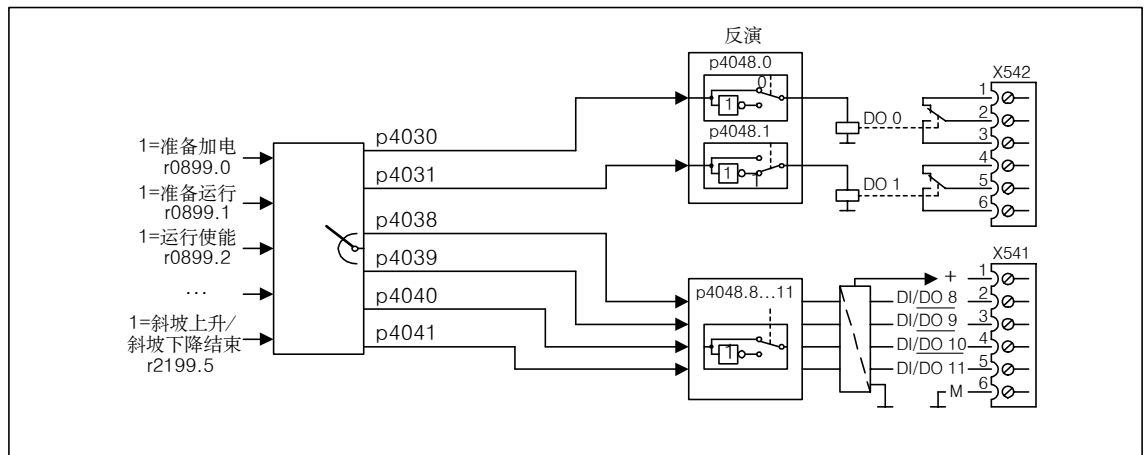 反演
p4048.0
0
1
X542
1
2
3
4
5
6
DO 0
p4048.1
1
1
DO 1
p4030
p4031
p4038
p4039
p4040
p4041
1=准备加电
r0899.0
1=准备运行
r0899.1
1=运行使能
r0899.2
...
1=斜坡上升/
斜坡下降结束
r2199.5
p4048.8...11
1
X541
+
1
DI/DO 8
2
DI/DO 9
3
DI/DO 10
4
DI/DO 11
5
M
6